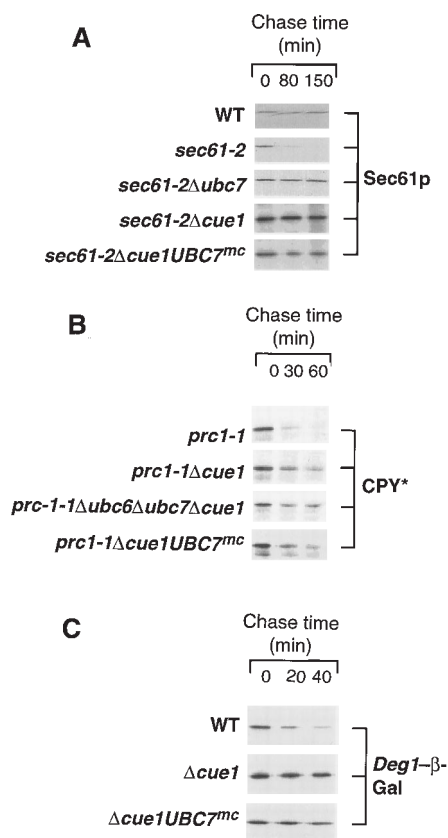 A
Chase time
(min)
0 80 150
WT
sec61-2
sec61-2Δubc7
sec61-2Δcue1
sec61-2Δcue1UBC7mc
Sec61p
B
Chase time
(min)
0 30 60
prc1-1
prc1-1Δcue1
prc-1-1Δubc6Δubc7Δcue1
prc1-1Δcue1UBC7mc
CPY*
C
Chase time
(min)
0 20 40
WT
Δcue1
Δcue1UBC7mc
Deg1–β-
Gal